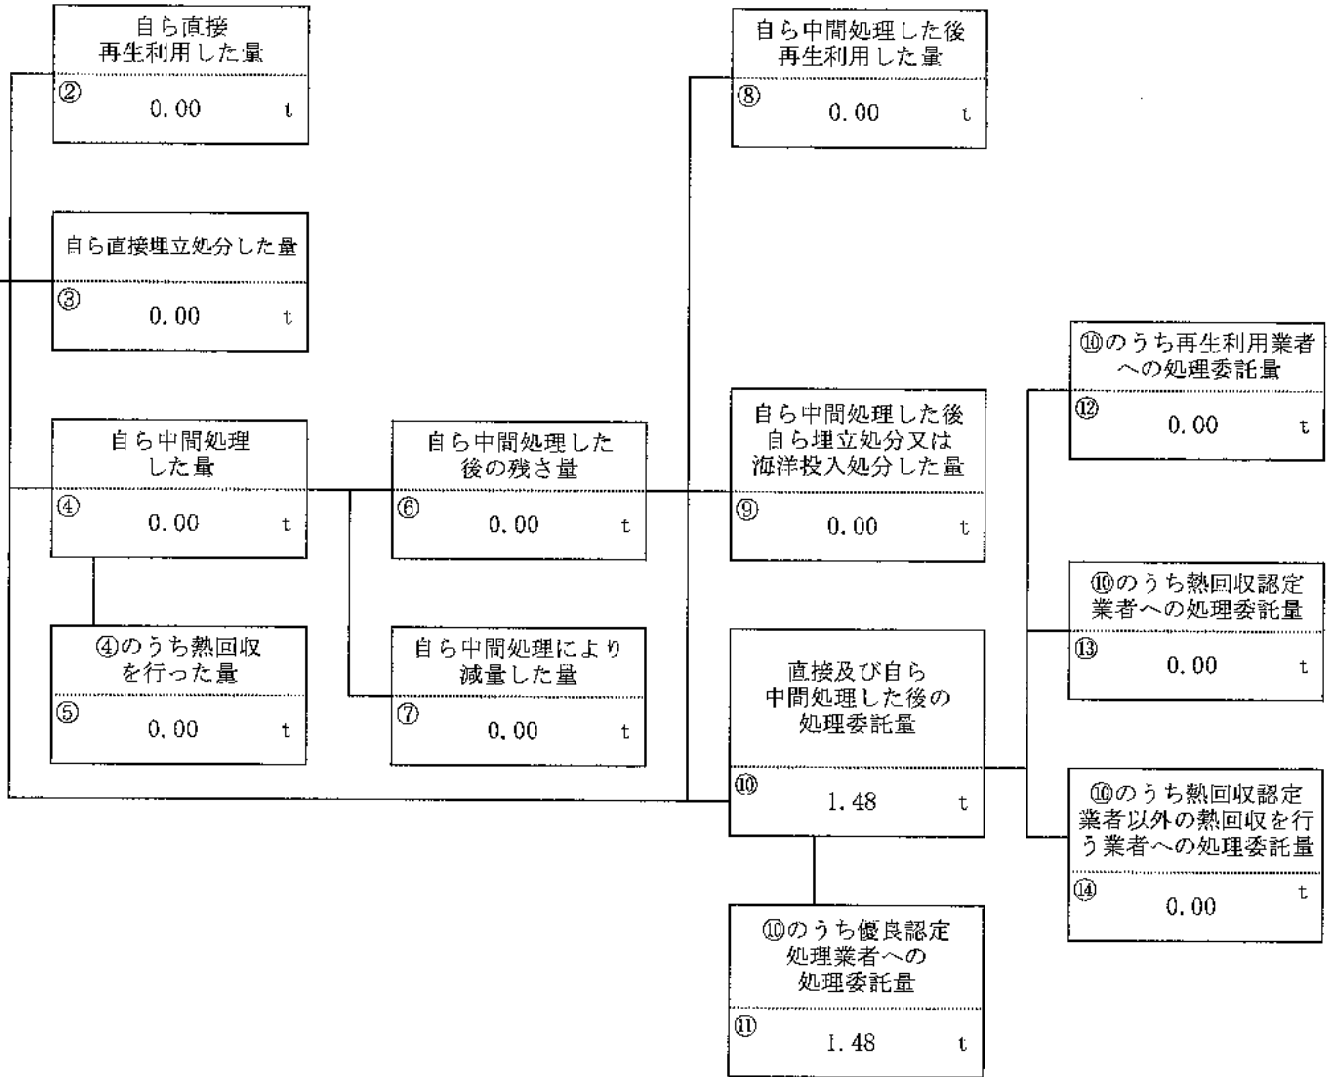 自ら直接
再生利用した量
②
0.00 t
自ら直接埋立処分した量
③
0.00 t
自ら中間処理
した量
④
0.00 t
④のうち熱回収
を行った量
⑤
0.00 t
自ら中間処理した
後の残さ量
⑥
0.00 t
自ら中間処理により
減量した量
⑦
0.00 t
自ら中間処理した後
再生利用した量
⑧
0.00 t
自ら中間処理した後
自ら埋立処分又は
海洋投入処分した量
⑨
0.00 t
直接及び自ら
中間処理した後の
処理委託量
⑩
1.48 t
⑩のうち優良認定
処理業者への
処理委託量
⑪
1.48 t
⑩のうち再生利用業者
への処理委託量
⑫
0.00 t
⑩のうち熱回収認定
業者への処理委託量
⑬
0.00 t
⑩のうち熱回収認定
業者以外の熱回収を行
う業者への処理委託量
⑭
0.00 t